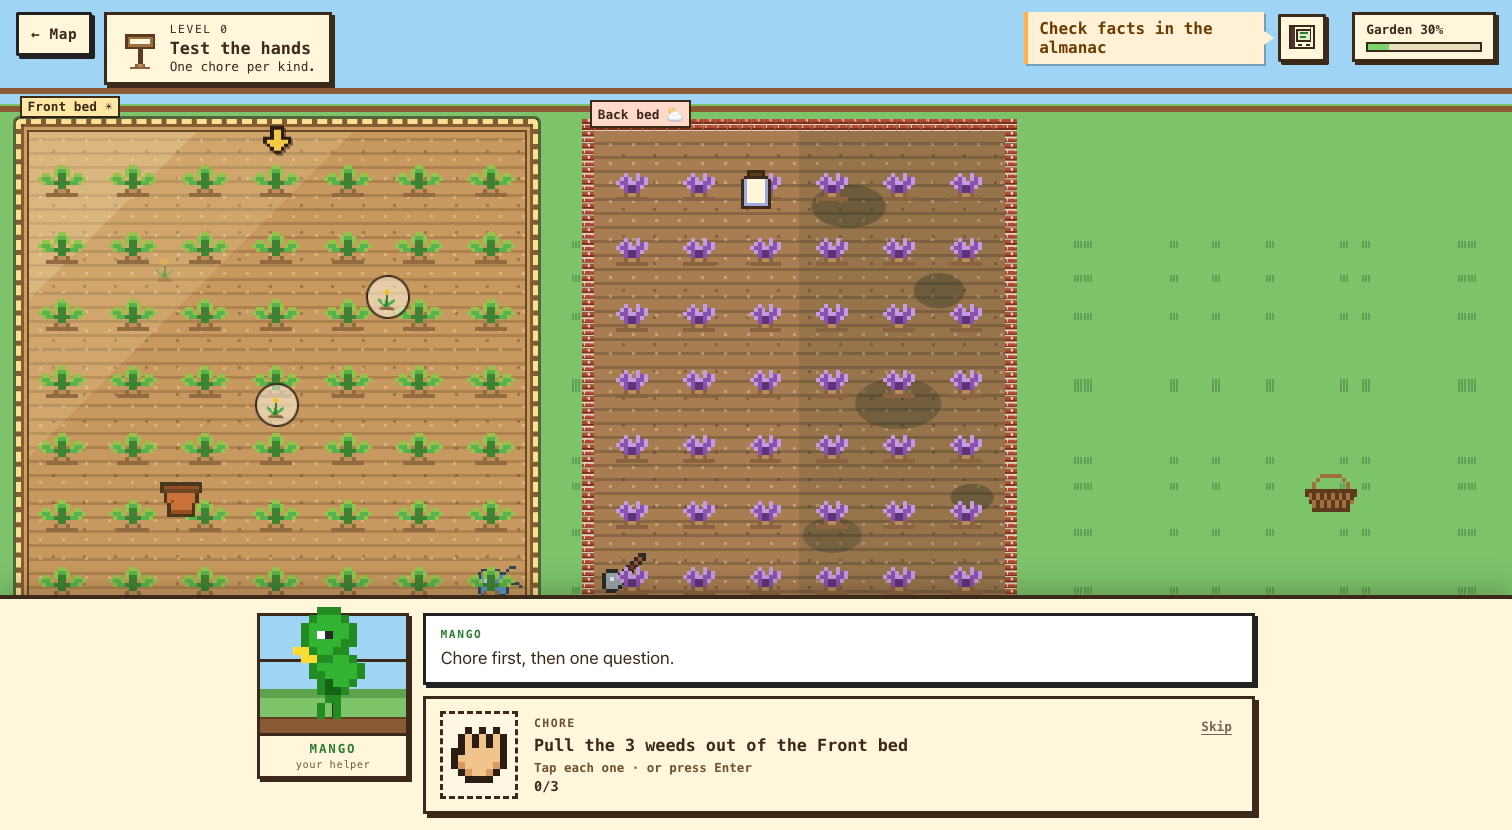 ← Map
LEVEL 0
Test the hands
One chore per kind.
Check facts in the
almanac
Garden 30%
Front bed ☀
Back bed 🌥
MANGO
Chore first, then one question.
MANGO
your helper
CHORE
Pull the 3 weeds out of the Front bed
Tap each one · or press Enter
0/3
Skip